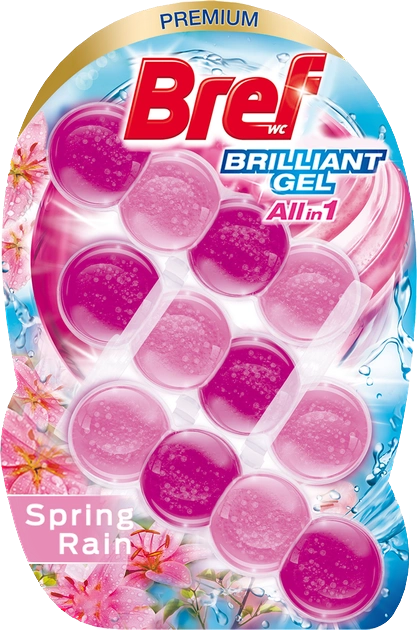 PREMIUM
Bref
WC
BRILLIANT
GEL
All in 1
Spring
Rain